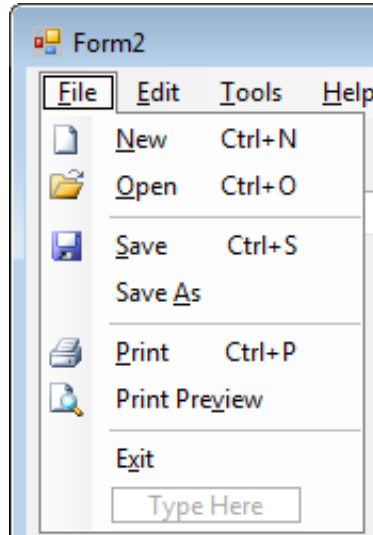 Form2
File Edit Tools Help
New Ctrl+N
Open Ctrl+O
Save Ctrl+S
Save As
Print Ctrl+P
Print Preview
Exit
Type Here